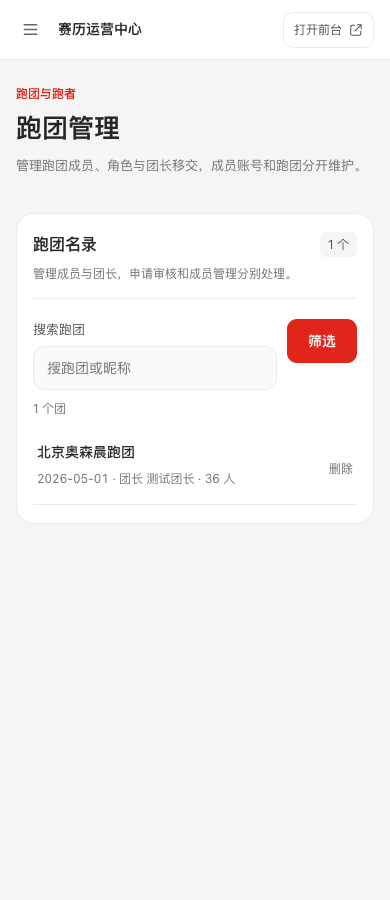 赛历运营中心
打开前台
跑团与跑者
跑团管理
管理跑团成员、角色与团长移交，成员账号和跑团分开维护。
跑团名录
1 个
管理成员与团长，申请审核和成员管理分别处理。
搜索跑团
搜跑团或昵称
筛选
1 个团
北京奥森晨跑团
2026-05-01 · 团长 测试团长 · 36 人
删除